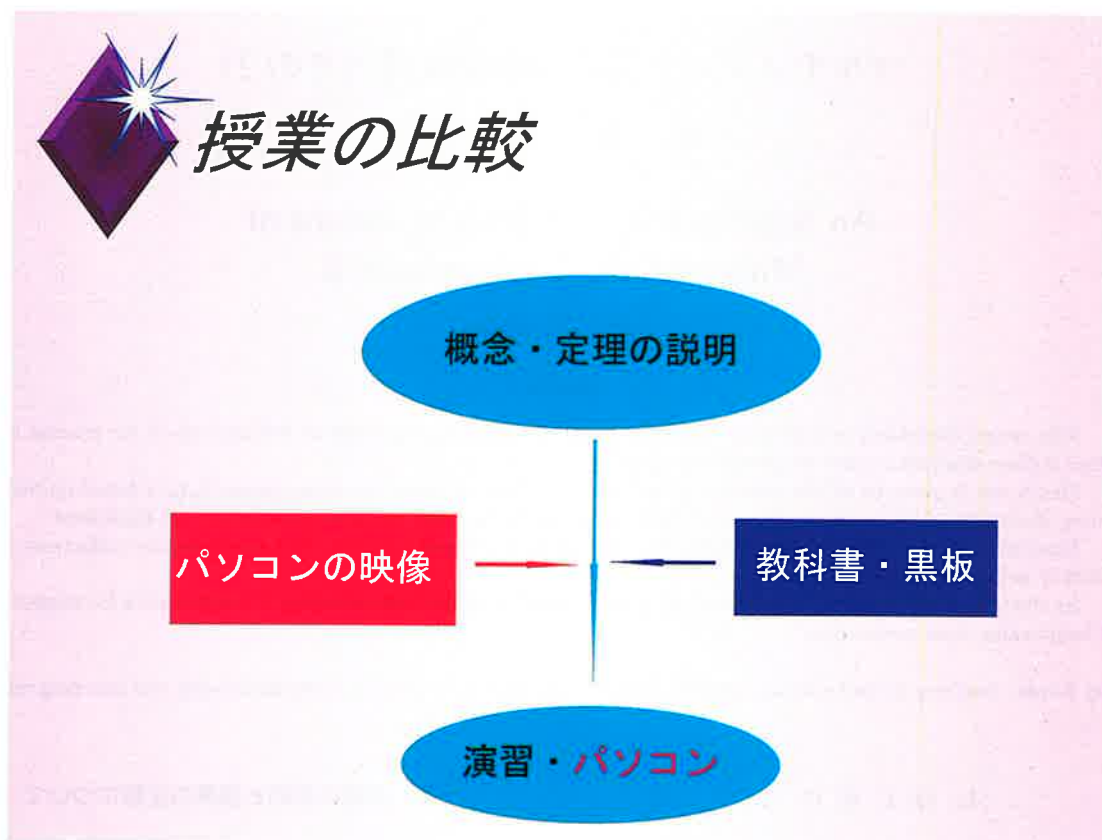 授業の比較
概念・定理の説明
パソコンの映像
教科書・黒板
演習・パソコン